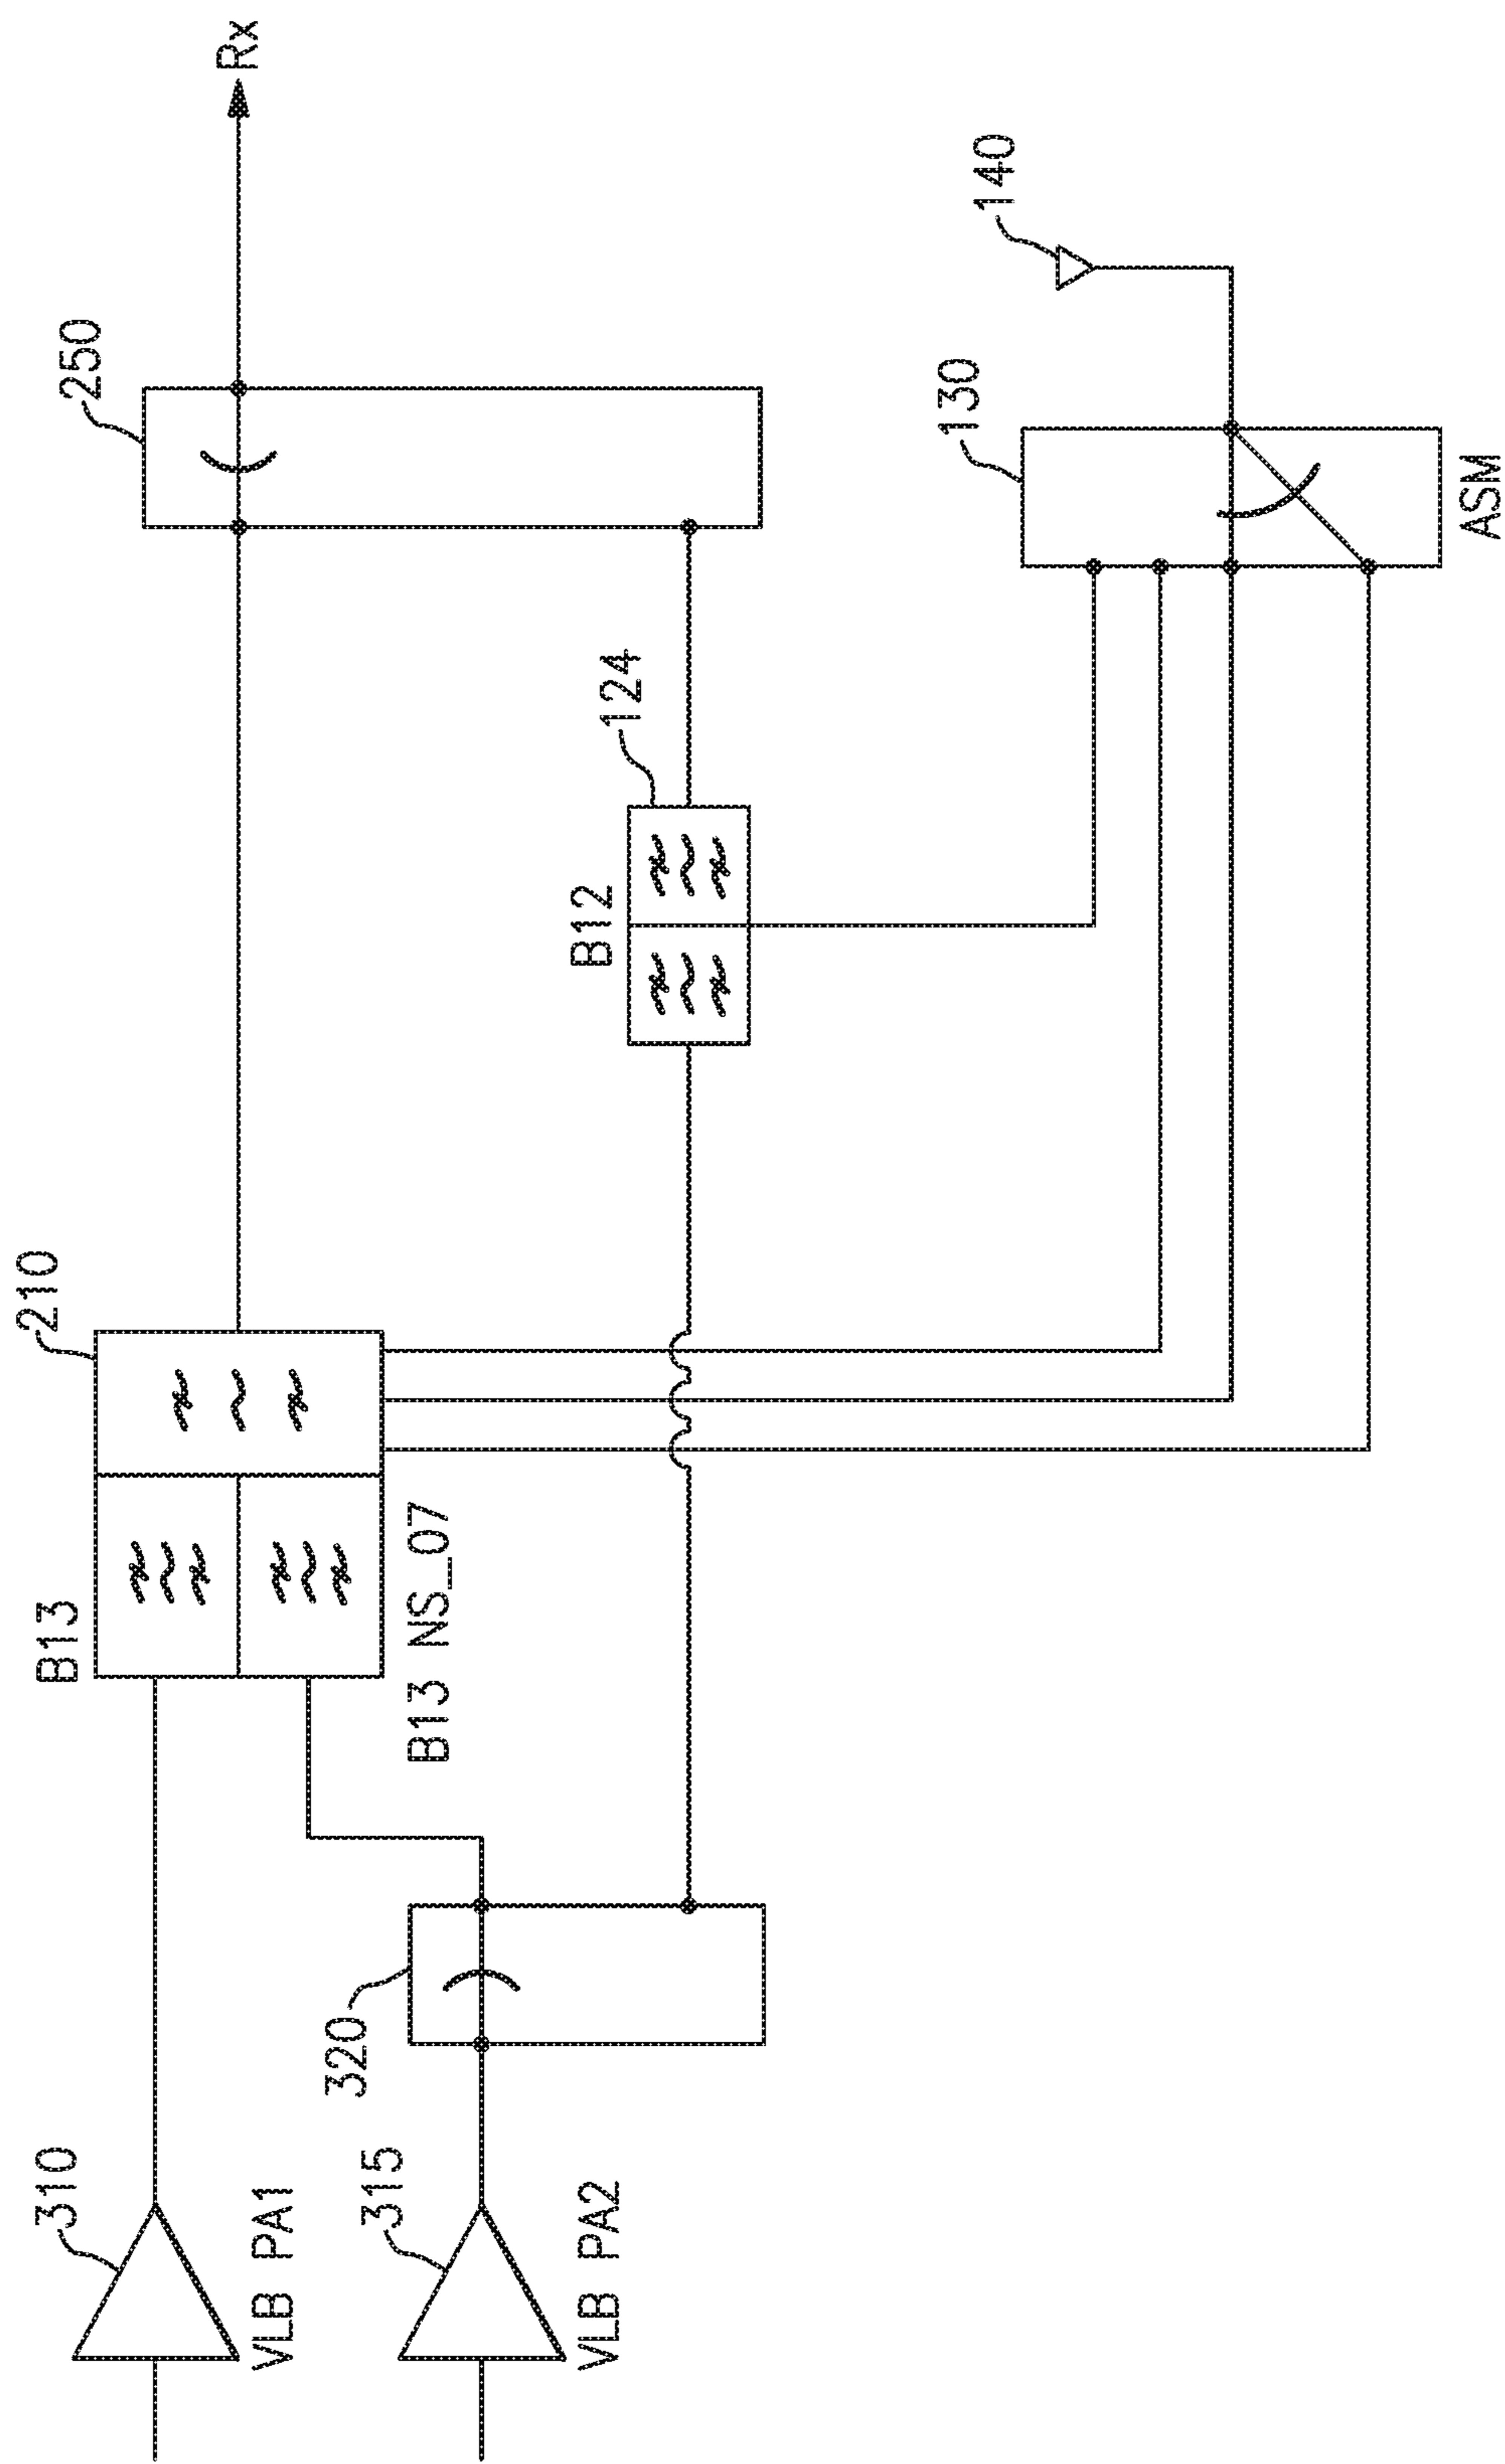 310
VLB PA1
315
VLB PA2
320
B13
B13 NS_07
210
B12
124
250
Rx
130
140
ASM